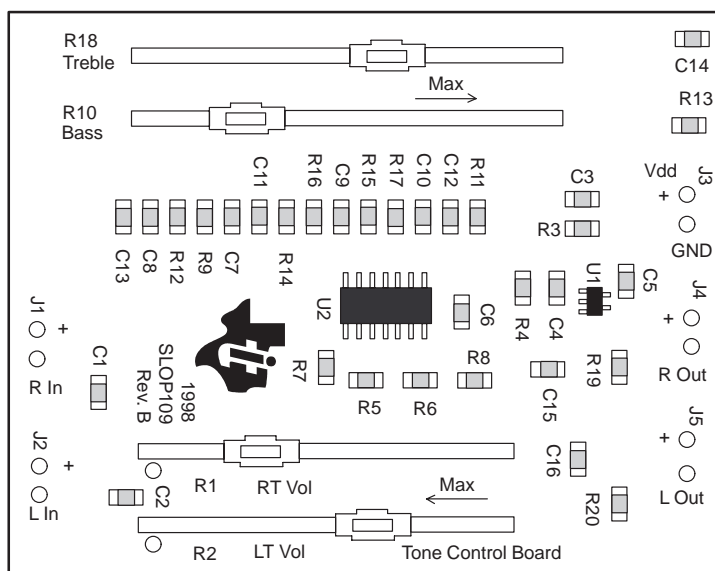 R18
Treble
Max
R10
Bass
C14
R13
C11
R16
C9
R15
R17
C10
C12
R11
C3
R3
Vdd
J3
+
GND
C13
C8
R12
R9
C7
R14
U2
C6
R4
C4
U1
C5
J4
+
R Out
J1
+
R In
C1
1998
SLOP109
Rev. B
R7
R5
R6
R8
C15
R19
J5
+
L Out
J2
+
L In
C2
R1
RT Vol
Max
C16
R20
R2
LT Vol
Tone Control Board